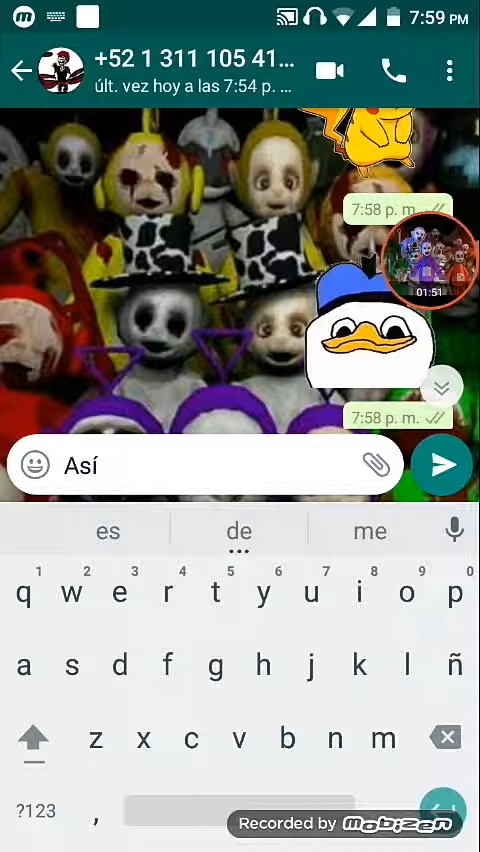 7:59 PM
+52 1 311 105 41...
últ. vez hoy a las 7:54 p. ...
7:58 p. m.
01:51
7:58 p. m.
Así
es de me
1 2 3 4 5 6 7 8 9 0
q w e r t y u i o p
a s d f g h j k l ñ
z x c v b n m
?123 ,
Recorded by mobizen